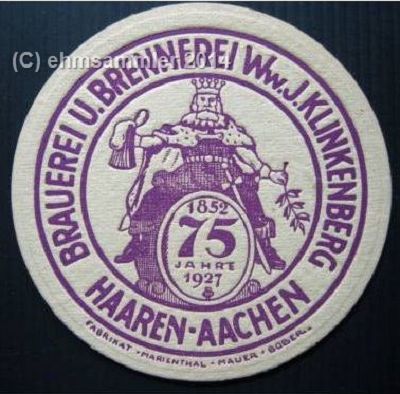 (C) ehmsammler 2014
BRAUEREI U. BRENNEREI Ww. J. KLINKENBERG
HAAREN-AACHEN
1852
75
JAHRE
1927
FABRIKAT - MARIENTHAL - MAUER - BOBER -